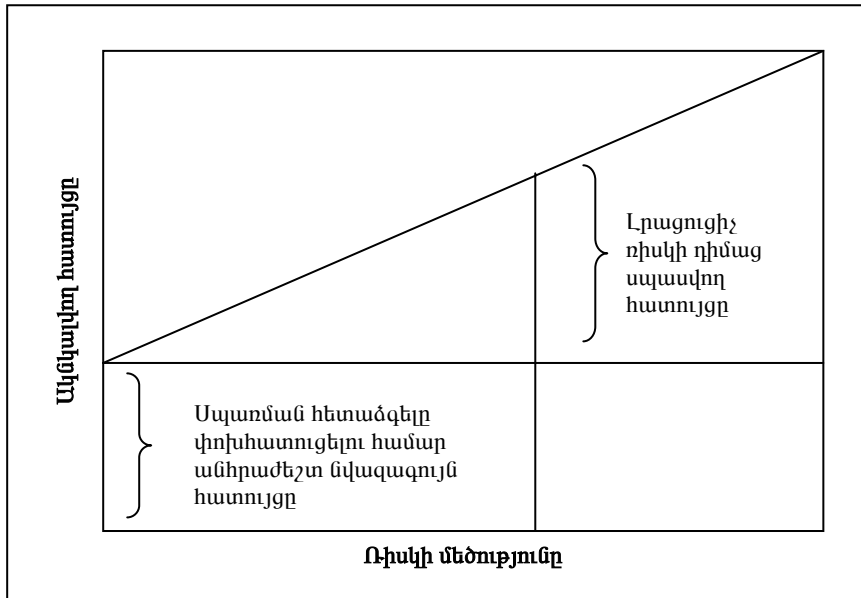 Ակնկալվող հատույցը
Լրացուցիչ
ռիսկի դիմաց
սպասվող
հատույցը
Սպառման հետաձգելը
փոխհատուցելու համար
անհրաժեշտ նվազագույն
հատույցը
Ռիսկի մեծությունը